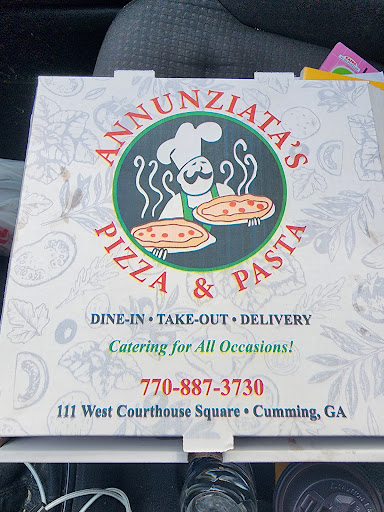 ANNUNZIATA'S
PIZZA & PASTA
DINE-IN • TAKE-OUT • DELIVERY
Catering for All Occasions!
770-887-3730
111 West Courthouse Square • Cumming, GA